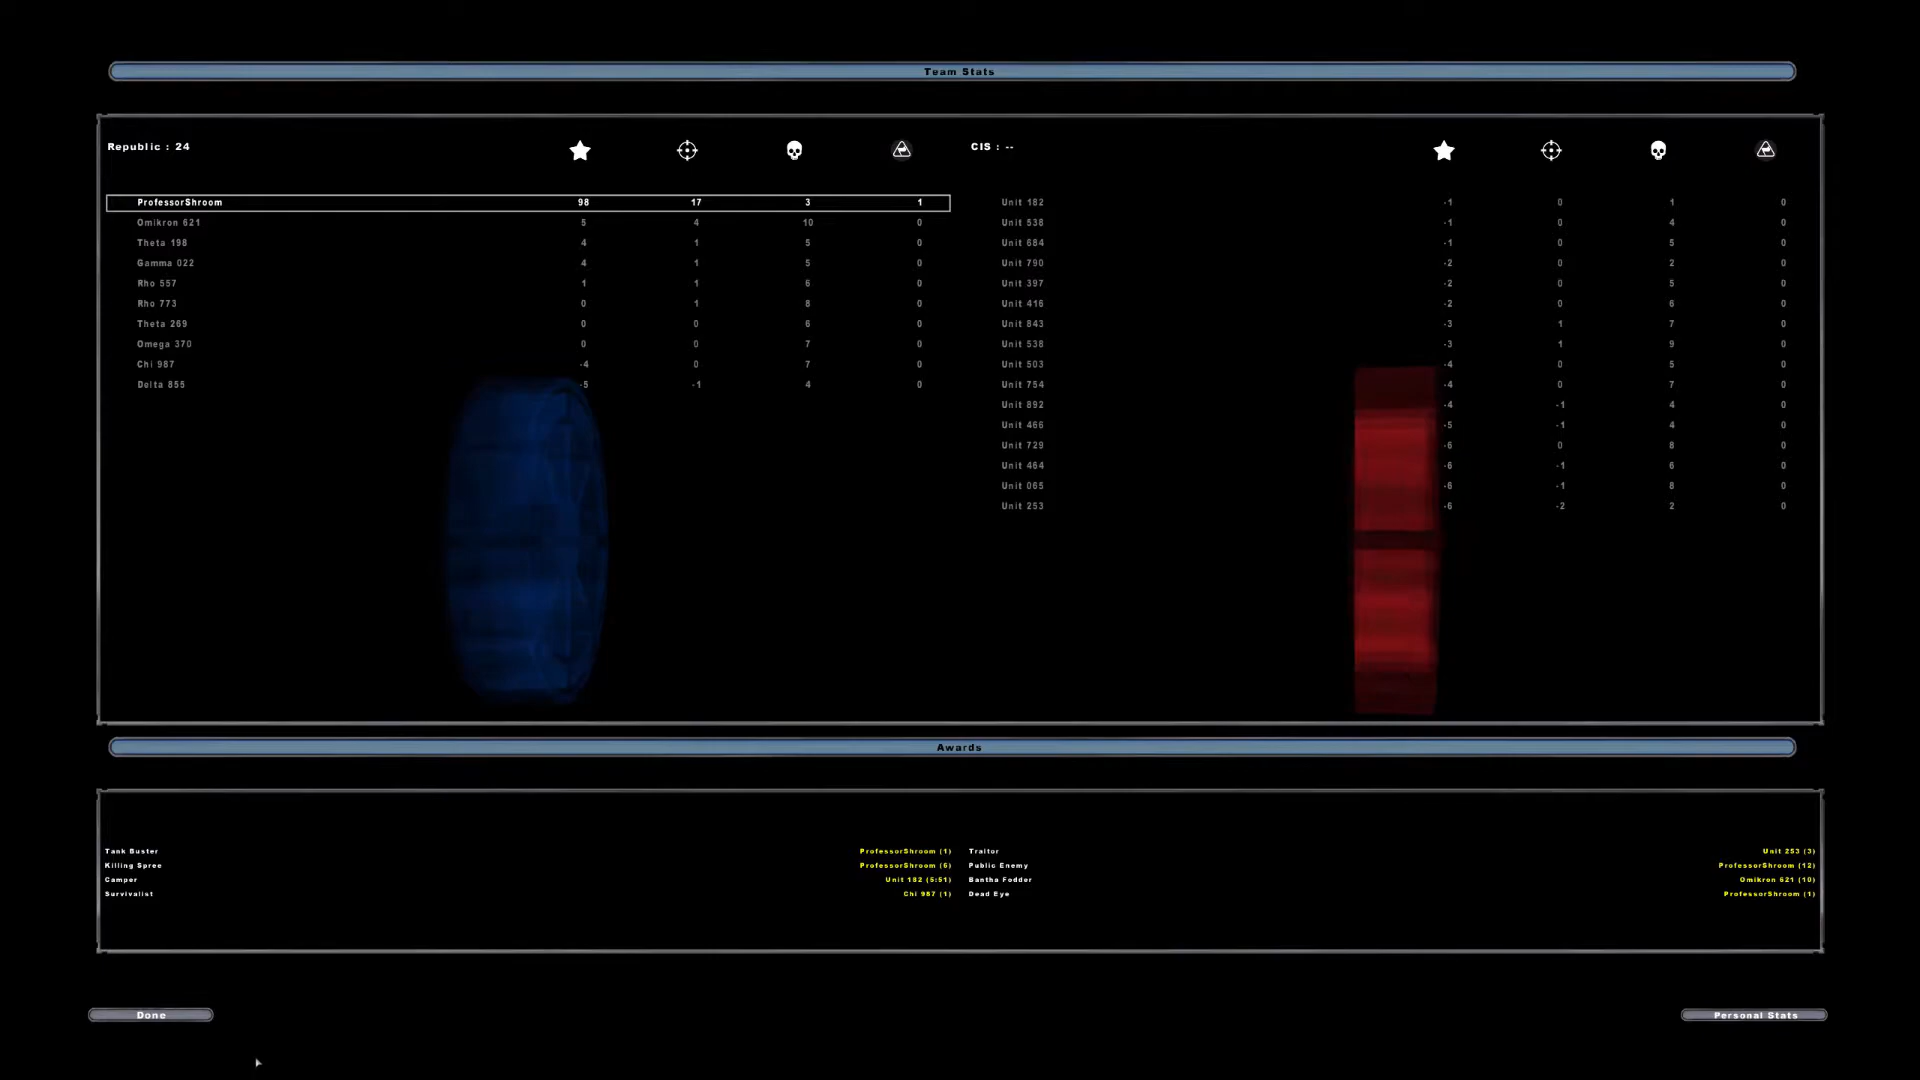 Team Stats
Republic : 24
ProfessorShroom 98 17 3 1
Omikron 621 5 4 10 0
Theta 198 4 1 5 0
Gamma 022 4 1 5 0
Rho 557 1 1 6 0
Rho 773 0 1 8 0
Theta 269 0 0 6 0
Omega 370 0 0 7 0
Chi 987 -4 0 7 0
Delta 855 -5 -1 4 0
CIS : --
Unit 182 -1 0 1 0
Unit 538 -1 0 4 0
Unit 684 -1 0 5 0
Unit 790 -2 0 2 0
Unit 397 -2 0 5 0
Unit 416 -2 0 6 0
Unit 843 -3 1 7 0
Unit 538 -3 1 9 0
Unit 503 -4 0 5 0
Unit 754 -4 0 7 0
Unit 892 -4 -1 4 0
Unit 466 -5 -1 4 0
Unit 729 -6 0 8 0
Unit 464 -6 -1 6 0
Unit 065 -6 -1 8 0
Unit 253 -6 -2 2 0
Awards
Tank Buster ProfessorShroom (1)
Killing Spree ProfessorShroom (6)
Camper Unit 182 (5:51)
Survivalist Chi 987 (1)
Traitor Unit 253 (3)
Public Enemy ProfessorShroom (12)
Bantha Fodder Omikron 621 (10)
Dead Eye ProfessorShroom (1)
Done
Personal Stats